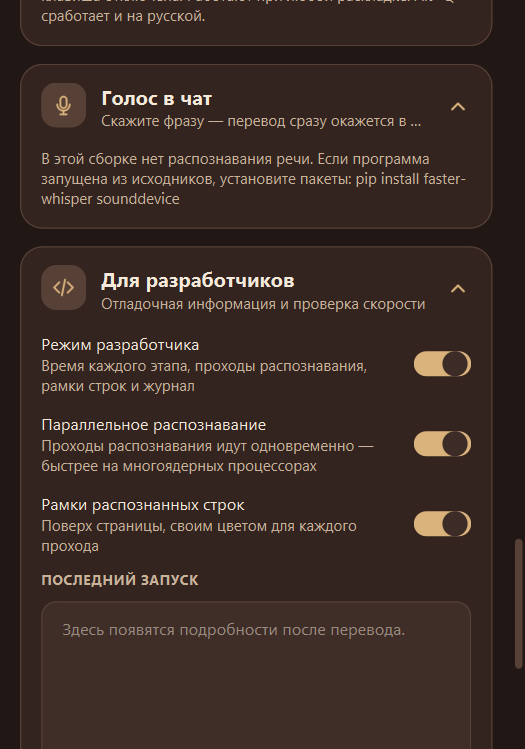 сработает и на русской.
Голос в чат
Скажите фразу — перевод сразу окажется в ...
В этой сборке нет распознавания речи. Если программа
запущена из исходников, установите пакеты: pip install faster-
whisper sounddevice
Для разработчиков
Отладочная информация и проверка скорости
Режим разработчика
Время каждого этапа, проходы распознавания,
рамки строк и журнал
Параллельное распознавание
Проходы распознавания идут одновременно —
быстрее на многоядерных процессорах
Рамки распознанных строк
Поверх страницы, своим цветом для каждого
прохода
ПОСЛЕДНИЙ ЗАПУСК
Здесь появятся подробности после перевода.